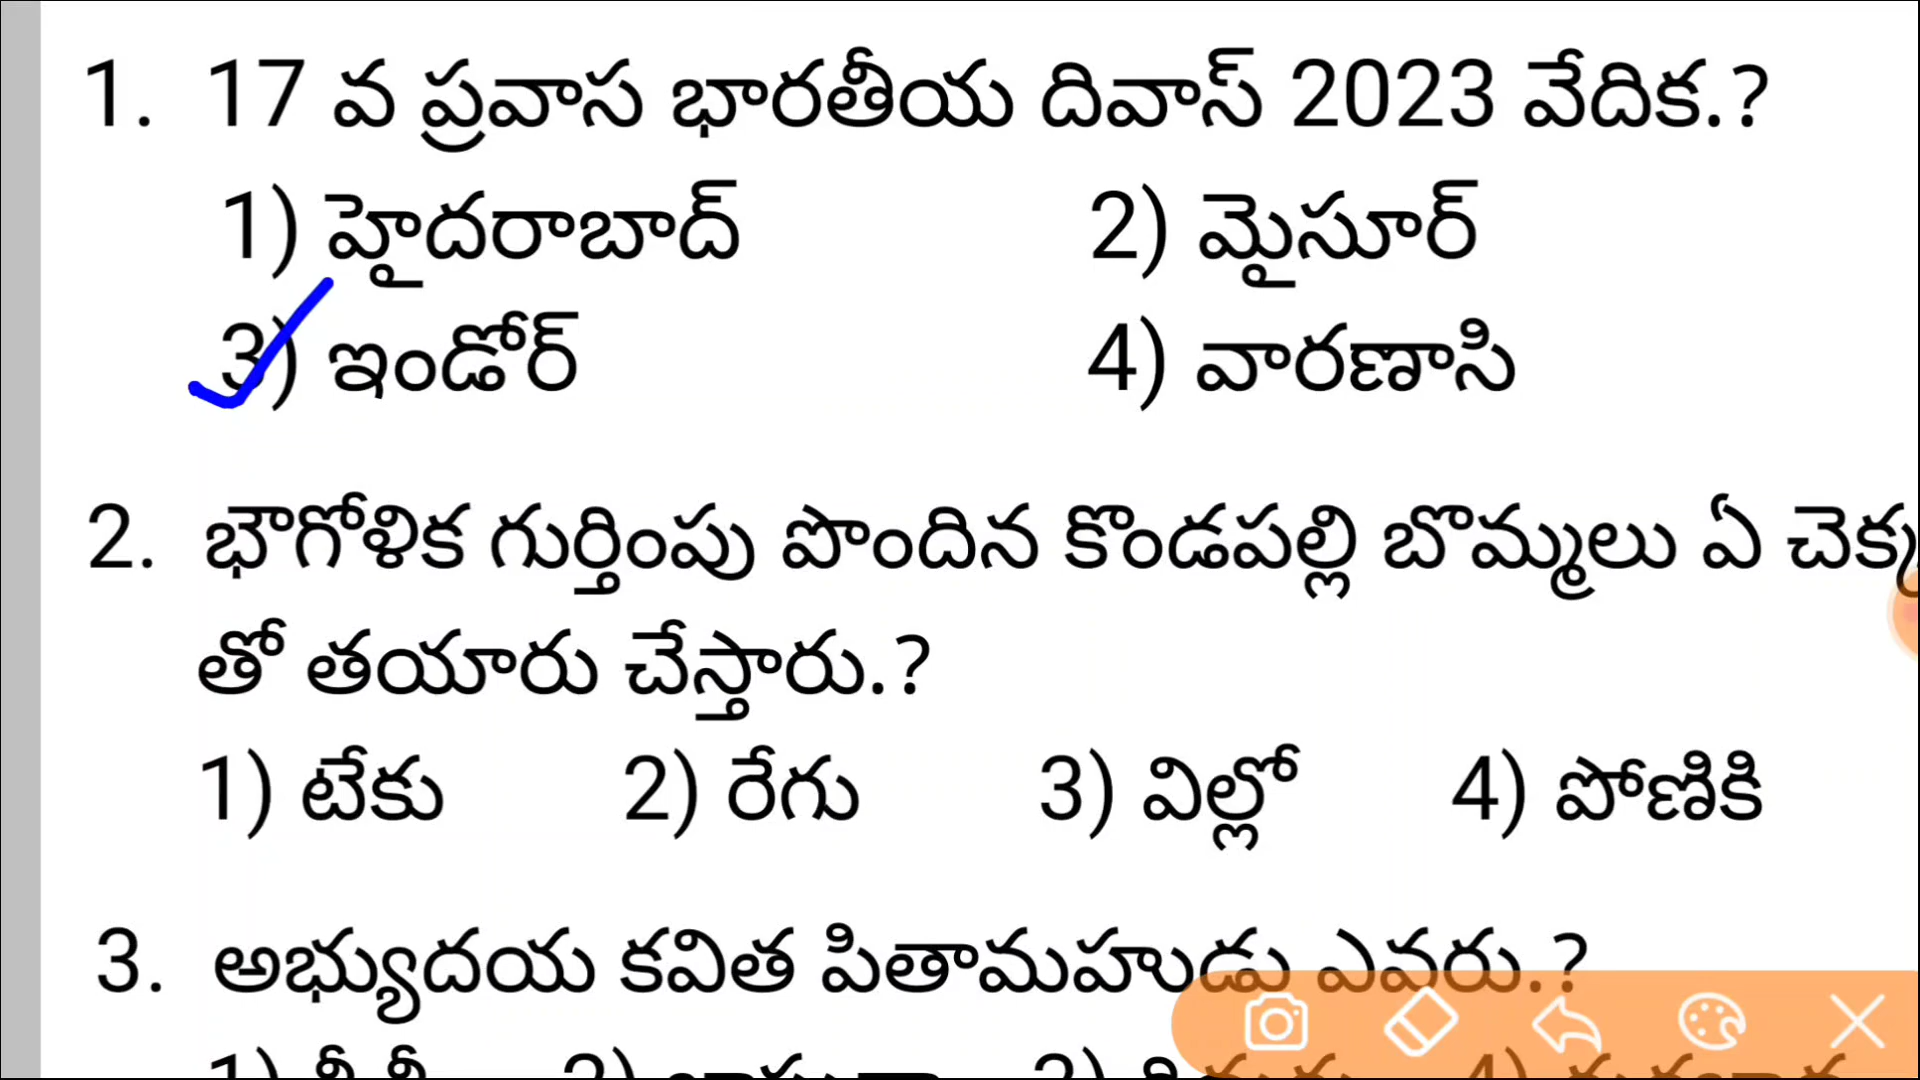 1. 17 వ ప్రవాస భారతీయ దివాస్ 2023 వేదిక.?
1) హైదరాబాద్ 2) మైసూర్
3) ఇండోర్ 4) వారణాసి
2. భౌగోళిక గుర్తింపు పొందిన కొండపల్లి బొమ్మలు ఏ చెక్క
తో తయారు చేస్తారు.?
1) టేకు 2) రేగు 3) విల్లో 4) పోణికి
3. అభ్యుదయ కవిత పితామహుడు ఎవరు.?